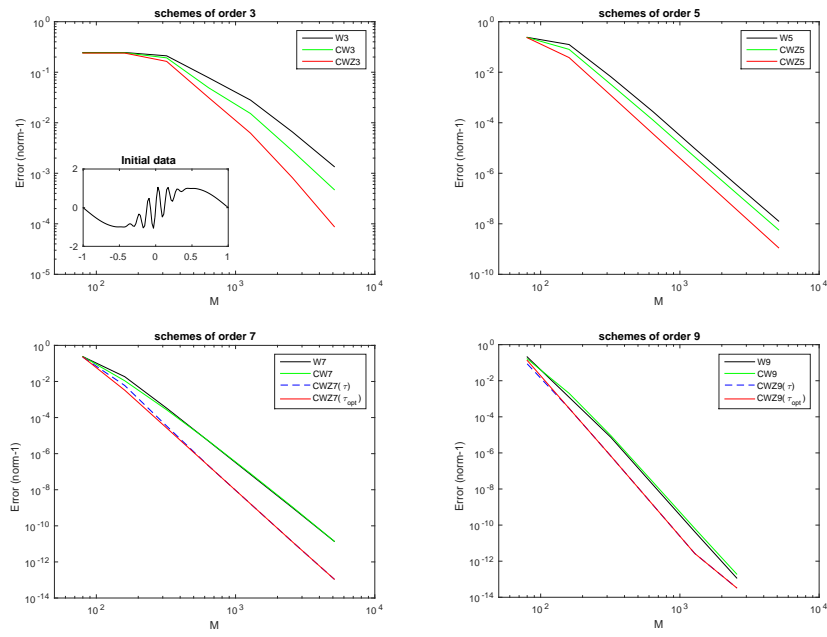 schemes of order 3
10^0
10^-1
10^-2
10^-3
10^-4
10^-5
Error (norm-1)
W3
CW3
CWZ3
Initial data
2
0
-2
-1
-0.5
0
0.5
1
10^2
10^3
10^4
M
schemes of order 5
10^0
10^-2
10^-4
10^-6
10^-8
10^-10
Error (norm-1)
W5
CW5
CWZ5
10^2
10^3
10^4
M
schemes of order 7
10^0
10^-2
10^-4
10^-6
10^-8
10^-10
10^-12
10^-14
Error (norm-1)
W7
CW7
CWZ7(τ)
CWZ7(τ_opt)
10^2
10^3
10^4
M
schemes of order 9
10^0
10^-2
10^-4
10^-6
10^-8
10^-10
10^-12
10^-14
Error (norm-1)
W9
CW9
CWZ9(τ)
CWZ9(τ_opt)
10^2
10^3
10^4
M